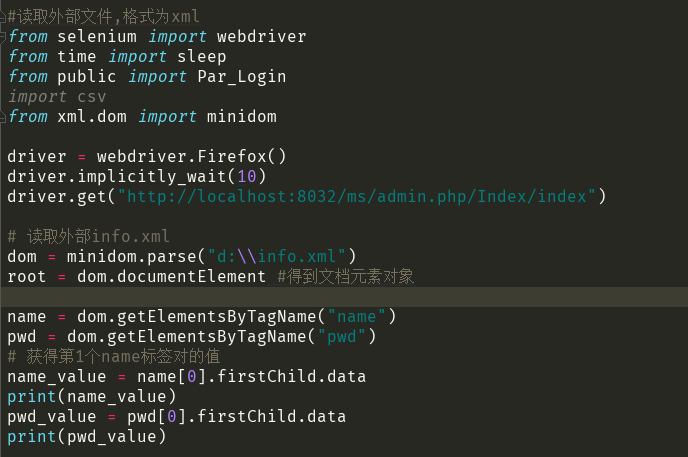 #读取外部文件,格式为xml
from selenium import webdriver
from time import sleep
from public import Par_Login
import csv
from xml.dom import minidom
driver = webdriver.Firefox()
driver.implicitly_wait(10)
driver.get("http://localhost:8032/ms/admin.php/Index/index")
# 读取外部info.xml
dom = minidom.parse("d:\\info.xml")
root = dom.documentElement #得到文档元素对象
name = dom.getElementsByTagName("name")
pwd = dom.getElementsByTagName("pwd")
# 获得第1个name标签对的值
name_value = name[0].firstChild.data
print(name_value)
pwd_value = pwd[0].firstChild.data
print(pwd_value)